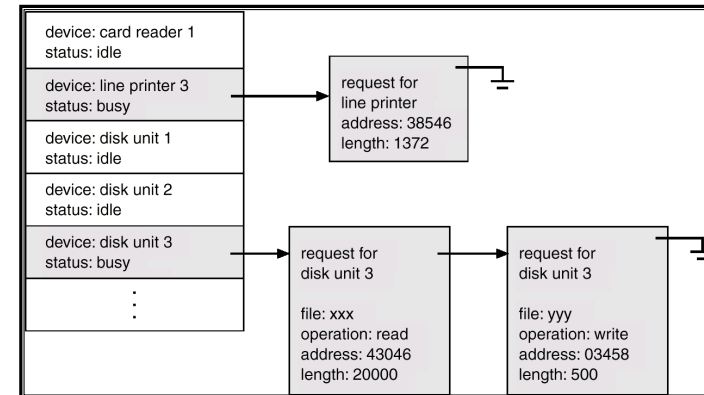 device: card reader 1
status: idle
device: line printer 3
status: busy
device: disk unit 1
status: idle
device: disk unit 2
status: idle
device: disk unit 3
status: busy
request for
line printer
address: 38546
length: 1372
request for
disk unit 3
file: xxx
operation: read
address: 43046
length: 20000
request for
disk unit 3
file: yyy
operation: write
address: 03458
length: 500